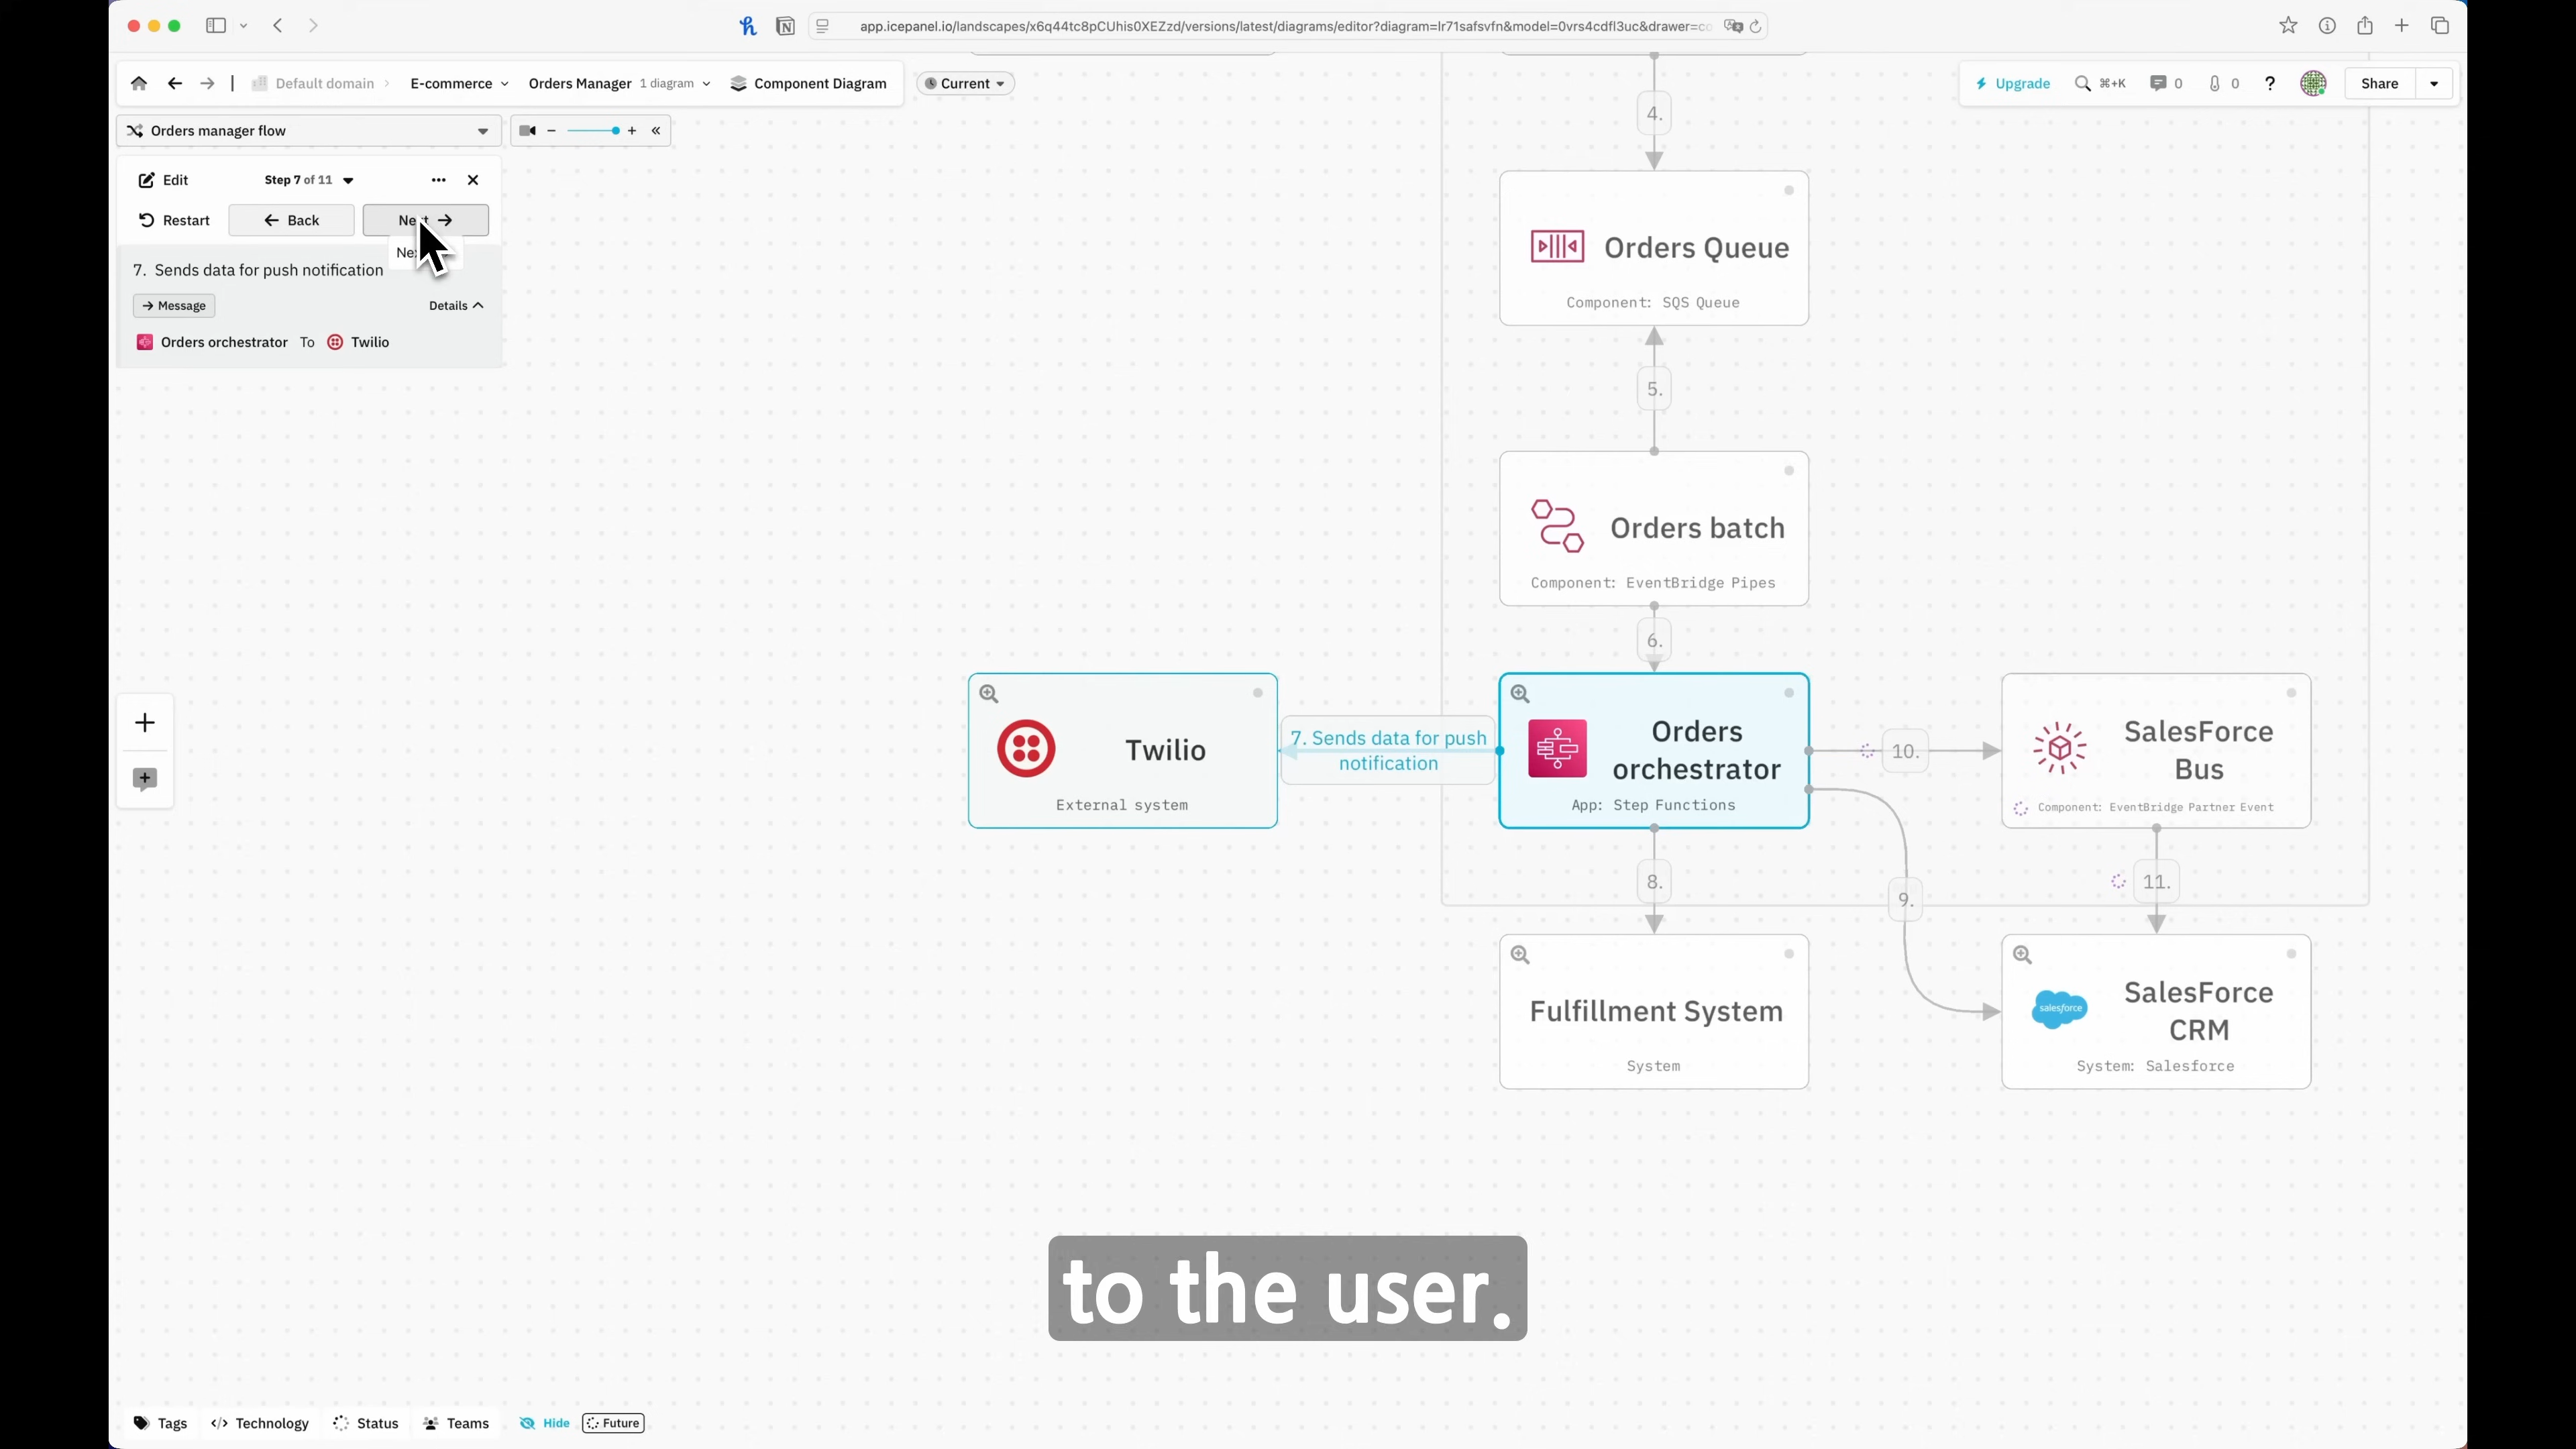 app.icepanel.io/landscapes/x6q44tc8pCUhis0XEZzd/versions/latest/diagrams/editor?diagram=lr71safsvfn&model=0vrs4cdfl3uc&drawer=co
Default domain
E-commerce
Orders Manager 1 diagram
Component Diagram
Current
Upgrade
⌘+K
0
0
?
Share
Orders manager flow
Edit
Step 7 of 11
Restart
Back
Next
7. Sends data for push notification
Message
Details
Orders orchestrator To Twilio
4.
Orders Queue
Component: SQS Queue
5.
Orders batch
Component: EventBridge Pipes
6.
Twilio
External system
7. Sends data for push
notification
Orders
orchestrator
App: Step Functions
10.
SalesForce
Bus
Component: EventBridge Partner Event
8.
9.
11.
Fulfillment System
System
salesforce
SalesForce
CRM
System: Salesforce
to the user.
Tags
Technology
Status
Teams
Hide
Future